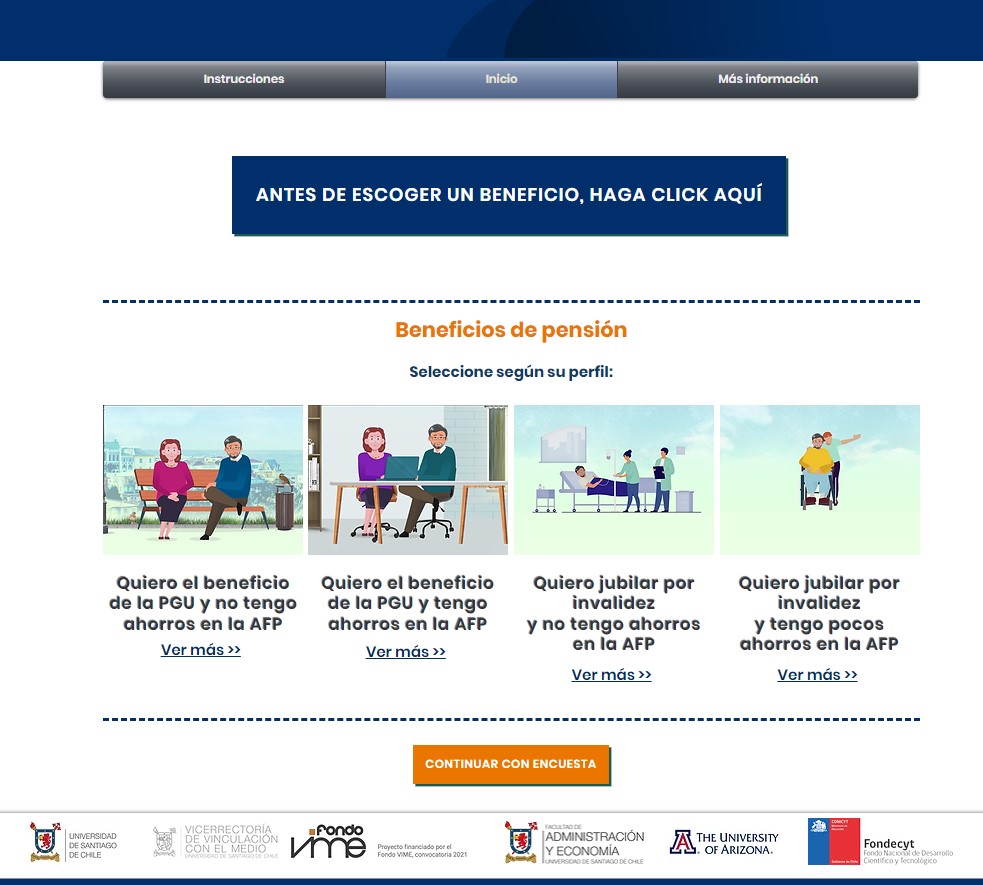 Instrucciones
Inicio
Más información
ANTES DE ESCOGER UN BENEFICIO, HAGA CLICK AQUÍ
Beneficios de pensión
Seleccione según su perfil:
Quiero el beneficio
de la PGU y no tengo
ahorros en la AFP
Ver más >>
Quiero el beneficio
de la PGU y tengo
ahorros en la AFP
Ver más >>
Quiero jubilar por
invalidez
y no tengo ahorros
en la AFP
Ver más >>
Quiero jubilar por
invalidez
y tengo pocos
ahorros en la AFP
Ver más >>
CONTINUAR CON ENCUESTA
UNIVERSIDAD
DE SANTIAGO
DE CHILE
VICERRECTORÍA
DE VINCULACIÓN
CON EL MEDIO
UNIVERSIDAD DE SANTIAGO DE CHILE
fondo
vime
Proyecto financiado por el
Fondo VIME, convocatoria 2021
FACULTAD DE
ADMINISTRACIÓN
Y ECONOMÍA
UNIVERSIDAD DE SANTIAGO DE CHILE
A
THE UNIVERSITY
OF ARIZONA.
CONICYT
Gobierno de Chile
Fondecyt
Fondo Nacional de Desarrollo
Científico y Tecnológico